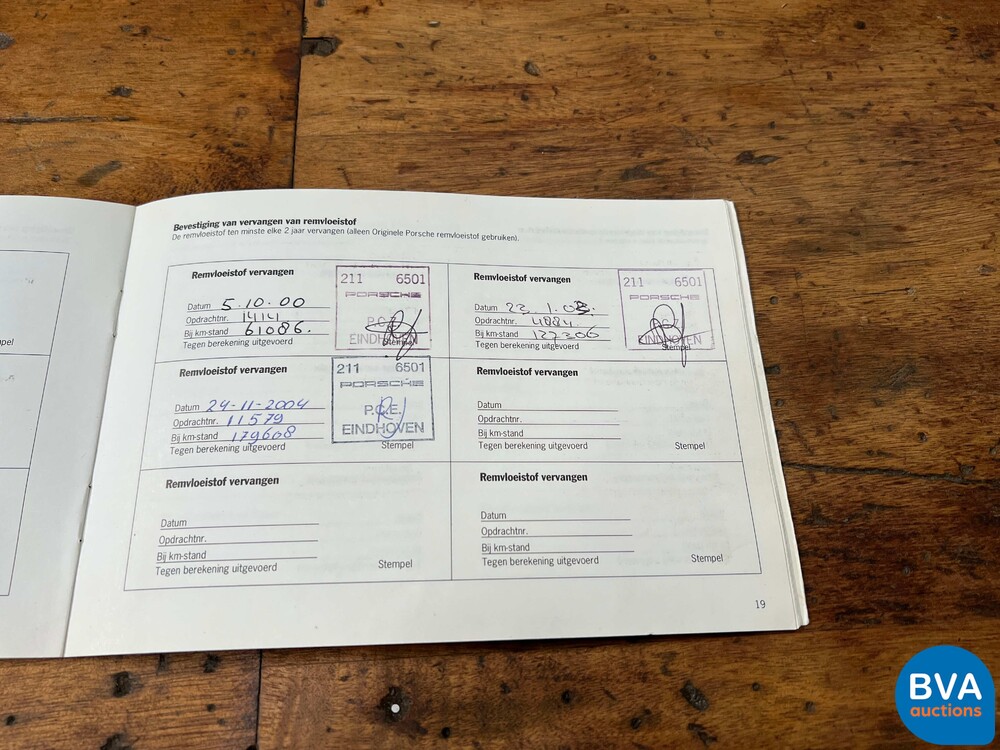 Bevestiging van vervangen van remvloeistof
De remvloeistof ten minste elke 2 jaar vervangen (alleen Originele Porsche remvloeistof gebruiken).
Remvloeistof vervangen
Datum 5.10.00
Opdrachtnr. 1414
Bij km-stand 61086.
Tegen berekening uitgevoerd
Stempel
211 6501
PORSCHE
P.C.E.
EINDHOVEN
Remvloeistof vervangen
Datum 23.1.03.
Opdrachtnr. 4884
Bij km-stand 127306
Tegen berekening uitgevoerd
Stempel
211 6501
PORSCHE
P.C.E.
EINDHOVEN
Remvloeistof vervangen
Datum 24-11-2004
Opdrachtnr. 11579
Bij km-stand 179608
Tegen berekening uitgevoerd
Stempel
211 6501
PORSCHE
P.C.E.
EINDHOVEN
Remvloeistof vervangen
Datum
Opdrachtnr.
Bij km-stand
Tegen berekening uitgevoerd
Stempel
Remvloeistof vervangen
Datum
Opdrachtnr.
Bij km-stand
Tegen berekening uitgevoerd
Stempel
Remvloeistof vervangen
Datum
Opdrachtnr.
Bij km-stand
Tegen berekening uitgevoerd
Stempel
19
BVA
auctions